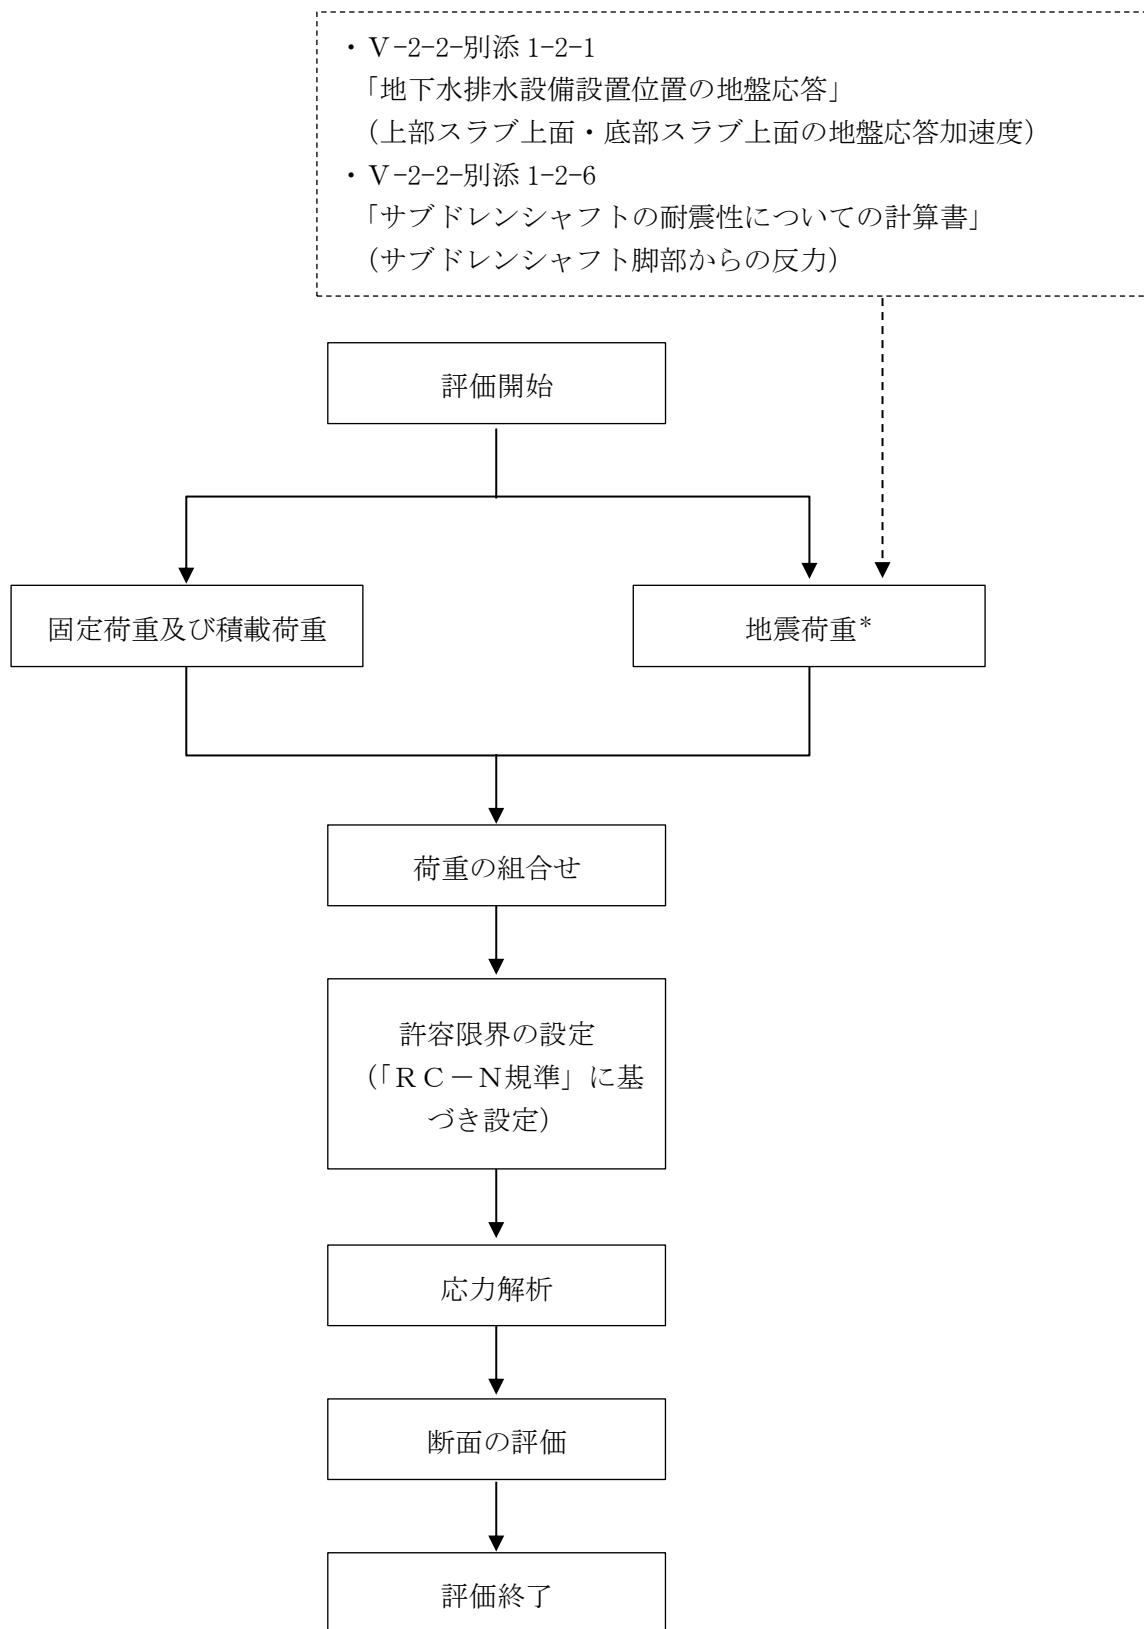 ・Ⅴ-2-2-別添 1-2-1
「地下水排水設備設置位置の地盤応答」
（上部スラブ上面・底部スラブ上面の地盤応答加速度）
・Ⅴ-2-2-別添 1-2-6
「サブドレンシャフトの耐震性についての計算書」
（サブドレンシャフト脚部からの反力）
評価開始
固定荷重及び積載荷重
地震荷重*
荷重の組合せ
許容限界の設定
（「ＲＣ－Ｎ規準」に基
づき設定）
応力解析
断面の評価
評価終了